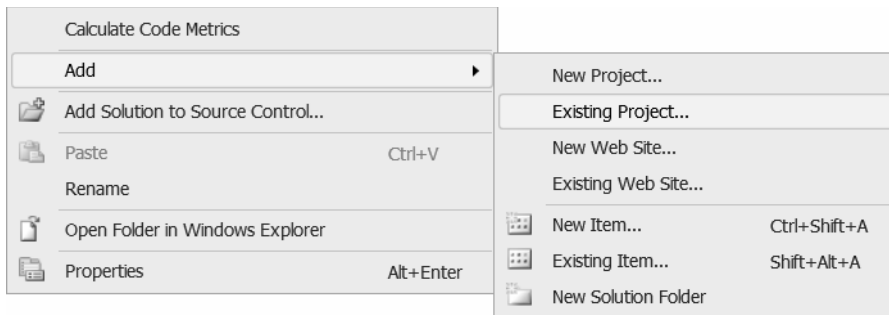 Calculate Code Metrics
Add
Add Solution to Source Control...
Paste Ctrl+V
Rename
Open Folder in Windows Explorer
Properties Alt+Enter
New Project...
Existing Project...
New Web Site...
Existing Web Site...
New Item... Ctrl+Shift+A
Existing Item... Shift+Alt+A
New Solution Folder